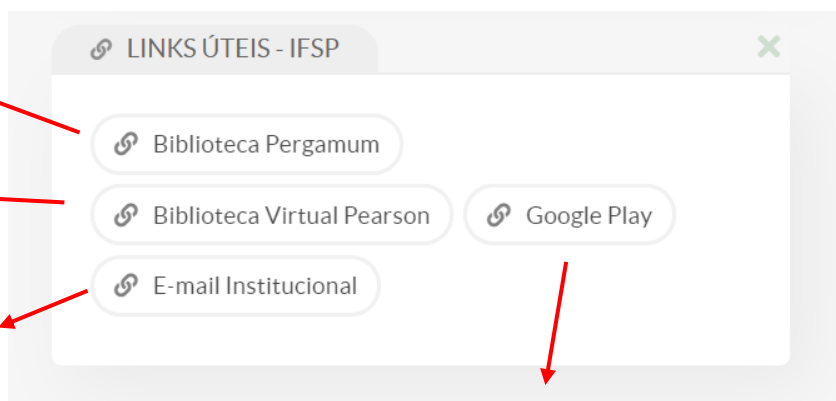 LINKS ÚTEIS - IFSP
Biblioteca Pergamum
Biblioteca Virtual Pearson
Google Play
E-mail Institucional